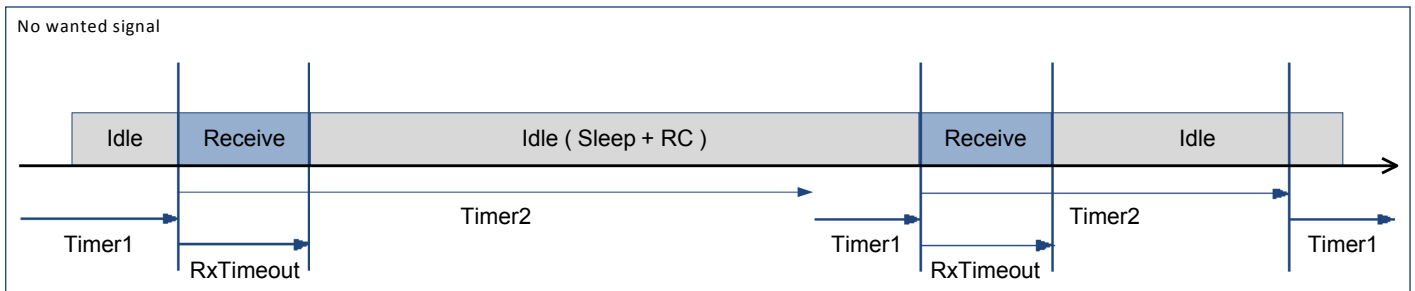 No wanted signal
Idle
Receive
Idle ( Sleep + RC )
Receive
Idle
Timer2
Timer2
Timer1
Timer1
Timer1
RxTimeout
RxTimeout